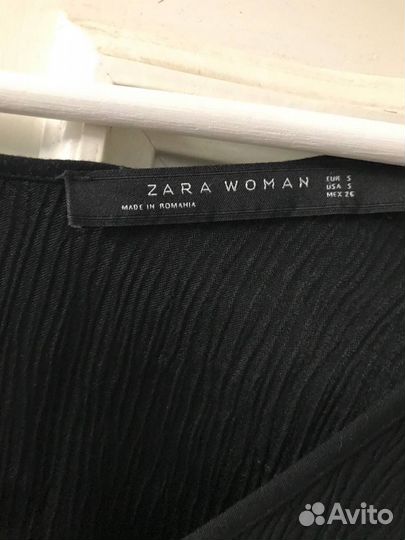 ZARA WOMAN
MADE IN ROMANIA
EUR S
USA S
MEX 26
Avito